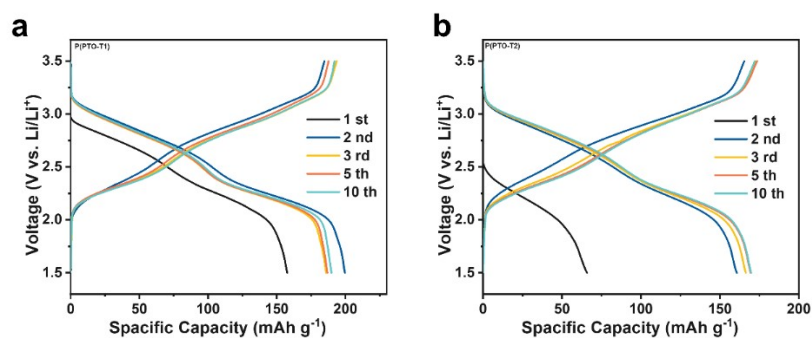 a
P(PTO-T1)
3.5
3.0
2.5
2.0
1.5
Voltage (V vs. Li/Li⁺)
1 st
2 nd
3 rd
5 th
10 th
0 50 100 150 200
Spacific Capacity (mAh g⁻¹)
b
P(PTO-T2)
3.5
3.0
2.5
2.0
1.5
Voltage (V vs. Li/Li⁺)
1 st
2 nd
3 rd
5 th
10 th
0 50 100 150 200
Spacific Capacity (mAh g⁻¹)